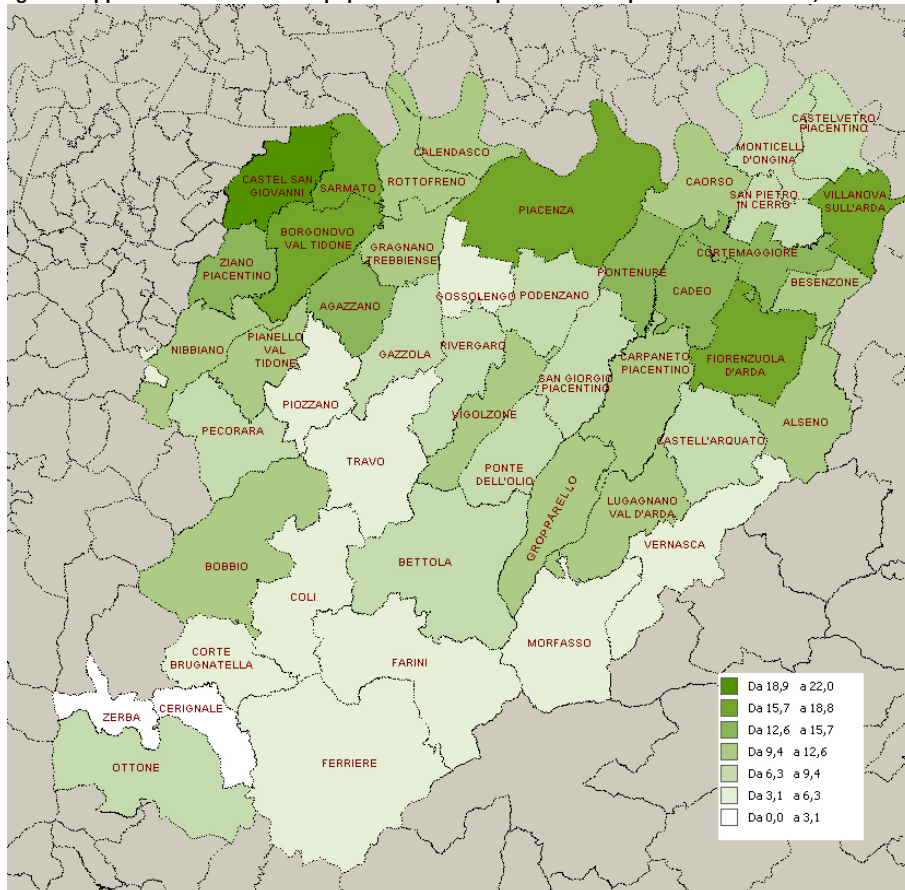 CASTELVETRO
PIACENTINO
MONTICELLI
D'ONGINA
CALENDASCO
CASTEL SAN
GIOVANNI
SARMATO
ROTTOFRENO
CAORSO
SAN PIETRO
IN CERRO
VILLANOVA
SULL'ARDA
PIACENZA
BORGONOVO
VAL TIDONE
GRAGNANO
TREBBIENSE
CORTEMAGGIORE
ZIANO
PIACENTINO
PONTENURE
BESENZONE
GOSSOLENGO
PODENZANO
CADEO
AGAZZANO
NIBBIANO
PIANELLO
VAL
TIDONE
GAZZOLA
RIVERGARO
CARPANETO
PIACENTINO
FIORENZUOLA
D'ARDA
SAN GIORGIO
PIACENTINO
PIOZZANO
VIGOLZONE
ALSENO
PECORARA
CASTELL'ARQUATO
TRAVO
PONTE
DELL'OLIO
GROPPARELLO
LUGAGNANO
VAL D'ARDA
VERNASCA
BOBBIO
BETTOLA
COLI
MORFASSO
CORTE
BRUGNATELLA
FARINI
ZERBA
CERIGNALE
OTTONE
FERRIERE
Da 18,9 a 22,0
Da 15,7 a 18,8
Da 12,6 a 15,7
Da 9,4 a 12,6
Da 6,3 a 9,4
Da 3,1 a 6,3
Da 0,0 a 3,1